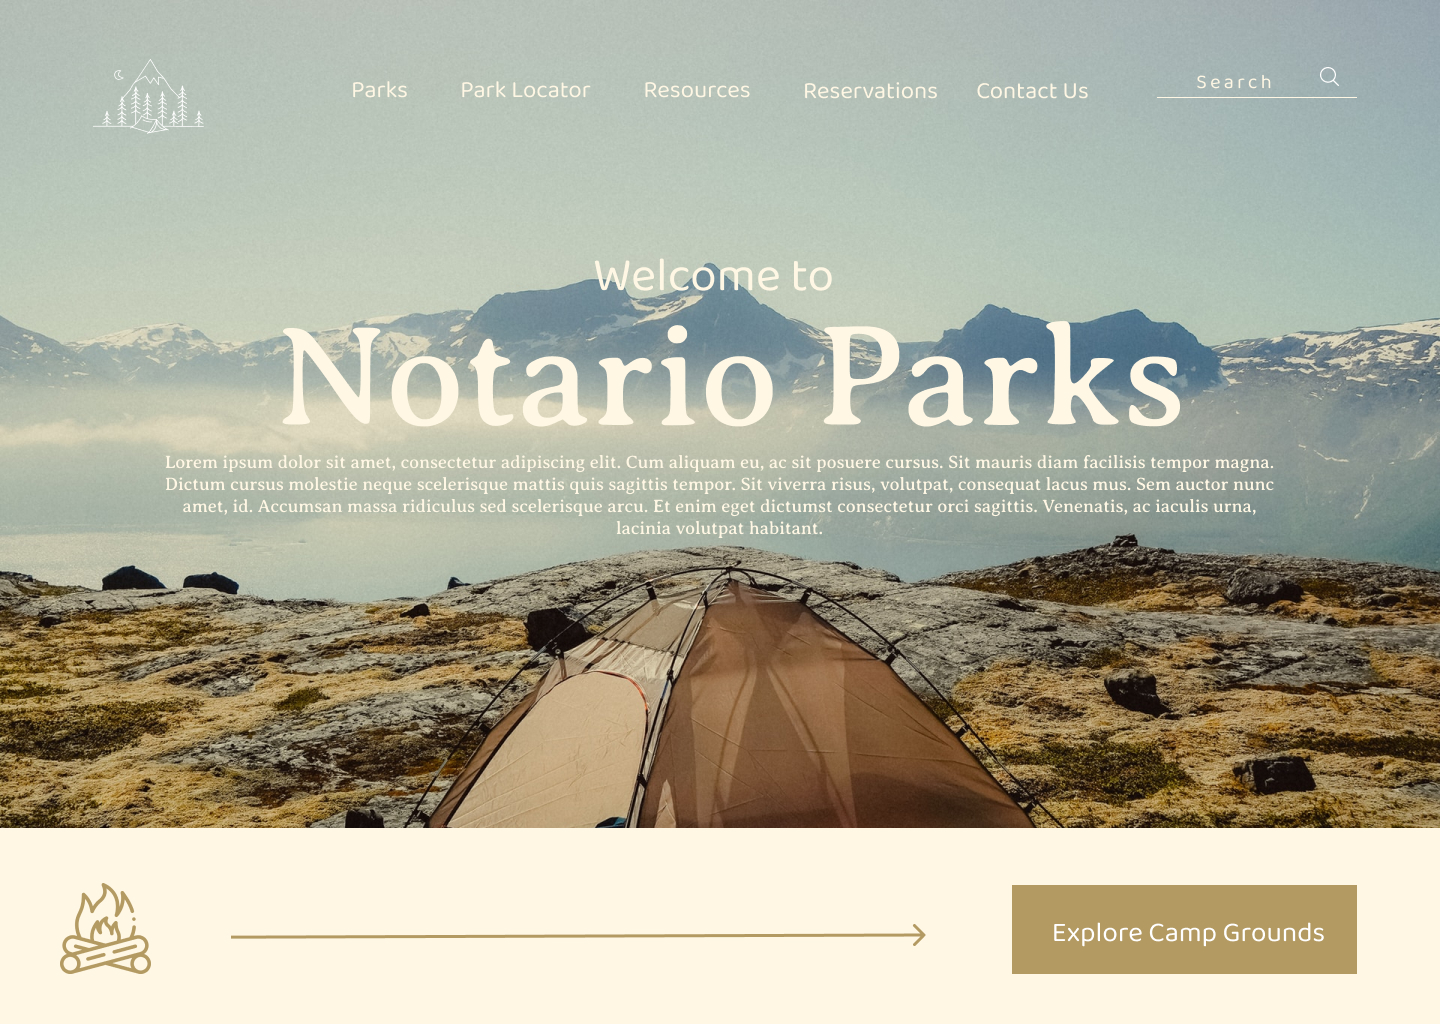 Parks Park Locator Resources Reservations Contact Us Search
Welcome to
Notario Parks
Lorem ipsum dolor sit amet, consectetur adipiscing elit. Cum aliquam eu, ac sit posuere cursus. Sit mauris diam facilisis tempor magna.
Dictum cursus molestie neque scelerisque mattis quis sagittis tempor. Sit viverra risus, volutpat, consequat lacus mus. Sem auctor nunc
amet, id. Accumsan massa ridiculus sed scelerisque arcu. Et enim eget dictumst consectetur orci sagittis. Venenatis, ac iaculis urna,
lacinia volutpat habitant.
Explore Camp Grounds